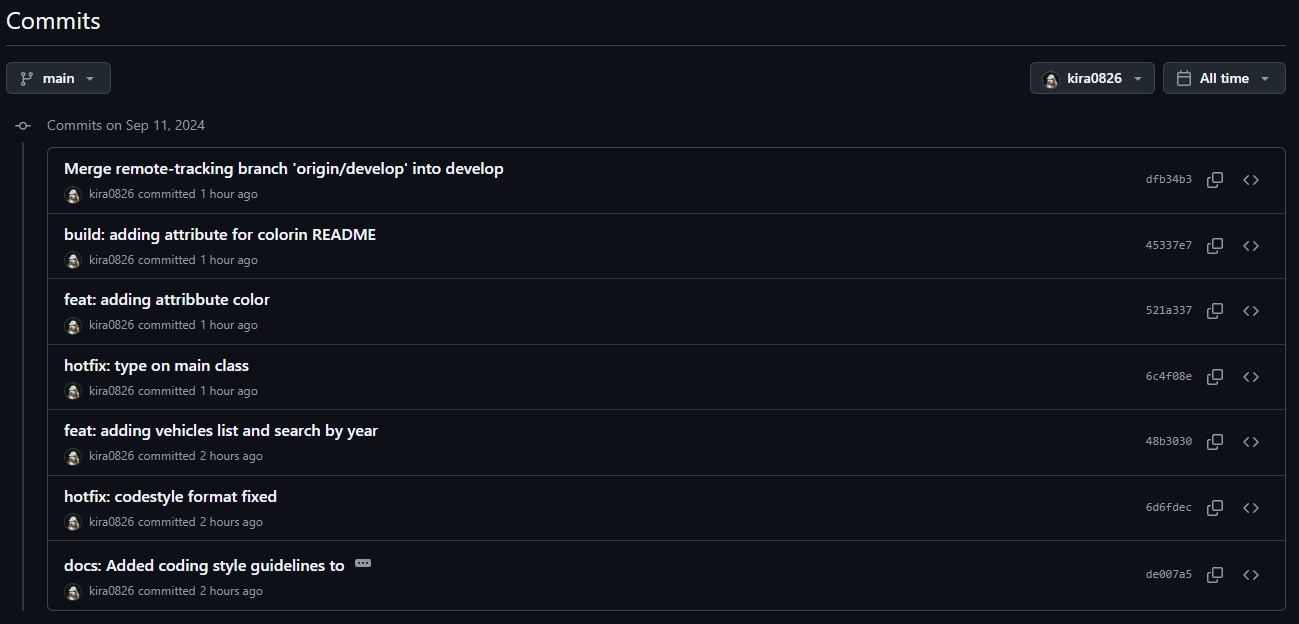 Commits
main
kira0826
All time
Commits on Sep 11, 2024
Merge remote-tracking branch 'origin/develop' into develop
kira0826 committed 1 hour ago
dfb34b3
build: adding attribute for colorin README
kira0826 committed 1 hour ago
45337e7
feat: adding attribbute color
kira0826 committed 1 hour ago
521a337
hotfix: type on main class
kira0826 committed 1 hour ago
6c4f08e
feat: adding vehicles list and search by year
kira0826 committed 2 hours ago
48b3030
hotfix: codestyle format fixed
kira0826 committed 2 hours ago
6d6fdec
docs: Added coding style guidelines to
kira0826 committed 2 hours ago
de007a5